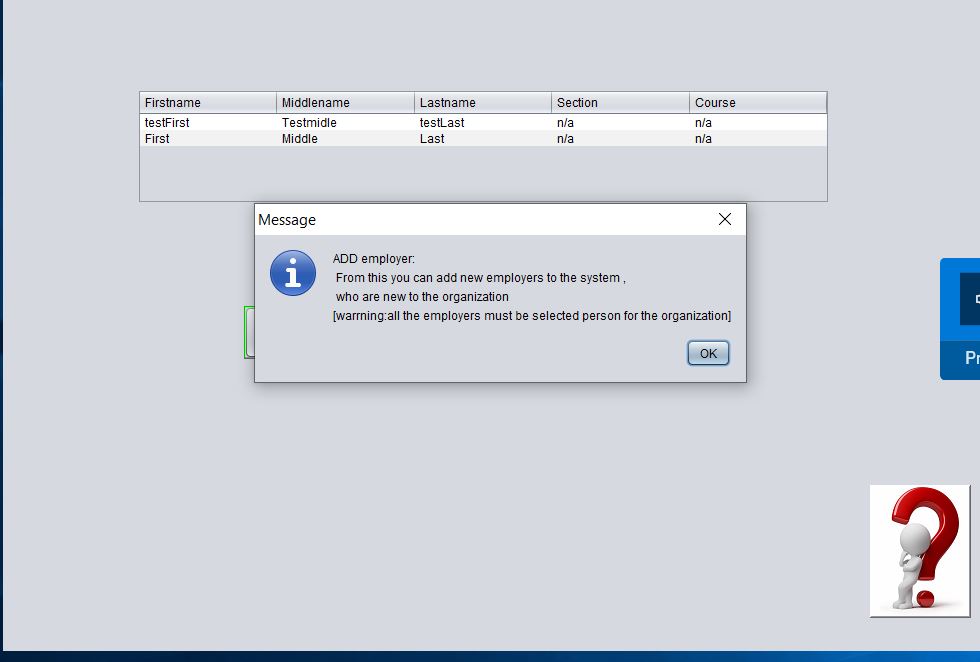 Firstname Middlename Lastname Section Course
testFirst Testmidle testLast n/a n/a
First Middle Last n/a n/a
Message
ADD employer:
From this you can add new employers to the system ,
who are new to the organization
[warrning:all the employers must be selected person for the organization]
OK
Pr